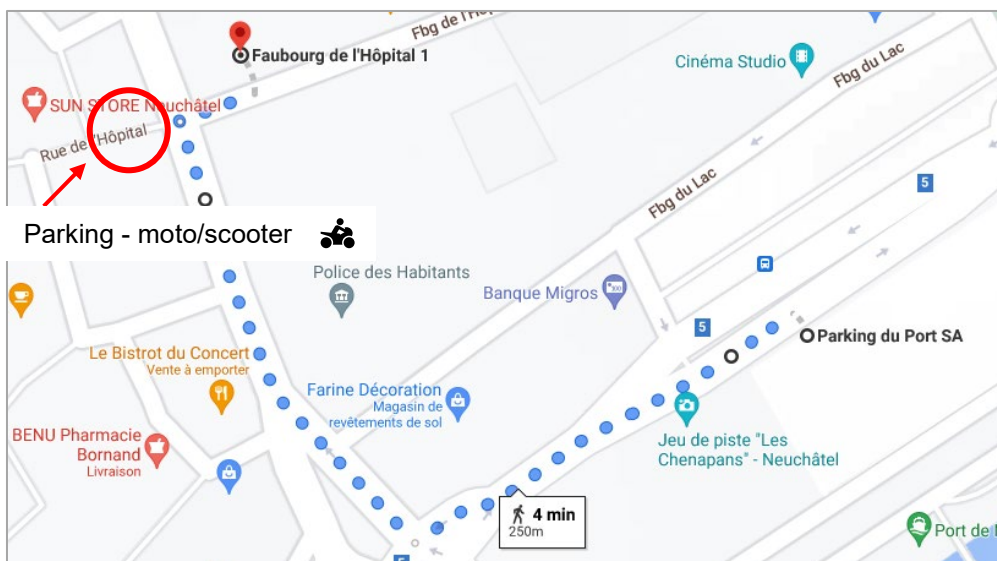 Fbg de l'Hô
Faubourg de l'Hôpital 1
Cinéma Studio
Fbg du Lac
SUN STORE Neuchâtel
Rue de l'Hôpital
5
Fbg du Lac
Parking - moto/scooter
Police des Habitants
Banque Migros
5
Parking du Port SA
Le Bistrot du Concert
Vente à emporter
Farine Décoration
Magasin de
revêtements de sol
BENU Pharmacie
Bornand
Livraison
Jeu de piste "Les
Chenapans" - Neuchâtel
4 min
250m
Port de
5